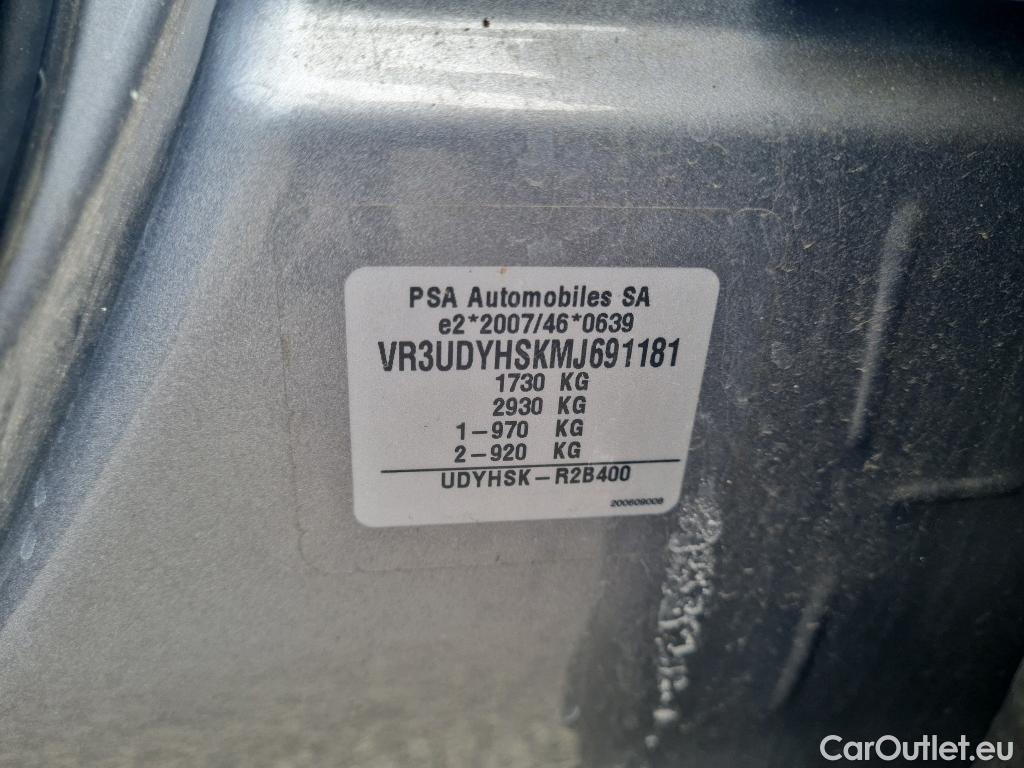 PSA Automobiles SA
e2*2007/46*0639
VR3UDYHSKMJ691181
1730 KG
2930 KG
1-970 KG
2-920 KG
UDYHSK-R2B400
200609008
CarOutlet.eu